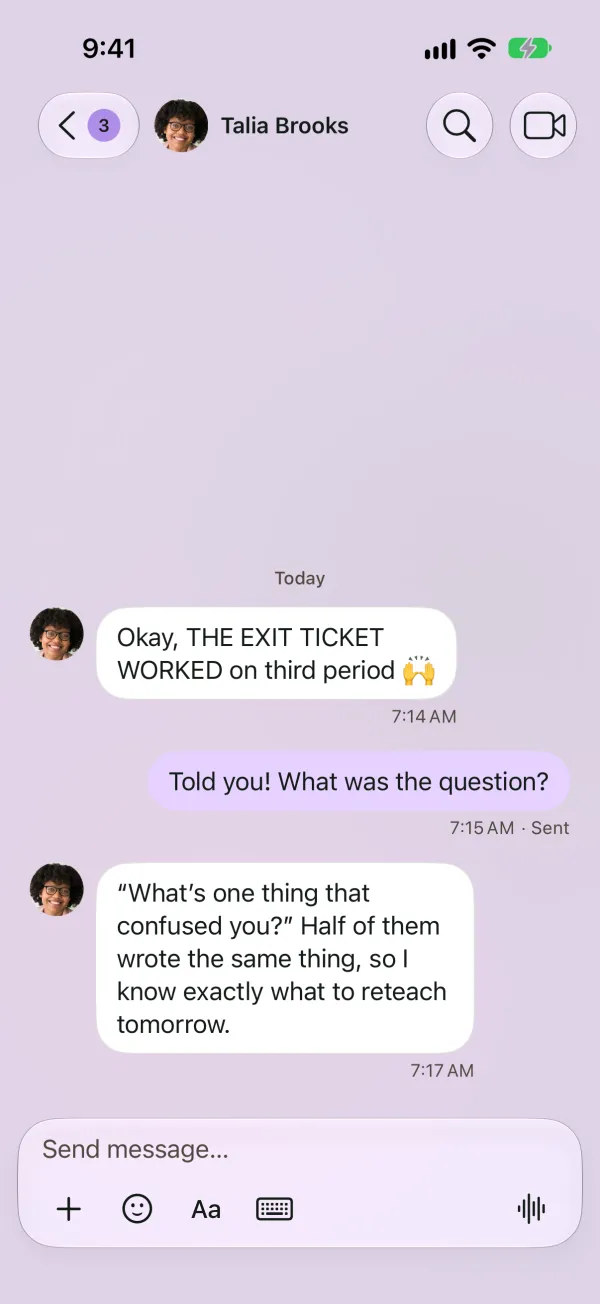 9:41
3
Talia Brooks
Today
Okay, THE EXIT TICKET
WORKED on third period 🙌
7:14 AM
Told you! What was the question?
7:15 AM · Sent
“What’s one thing that
confused you?” Half of them
wrote the same thing, so I
know exactly what to reteach
tomorrow.
7:17 AM
Send message...
Aa